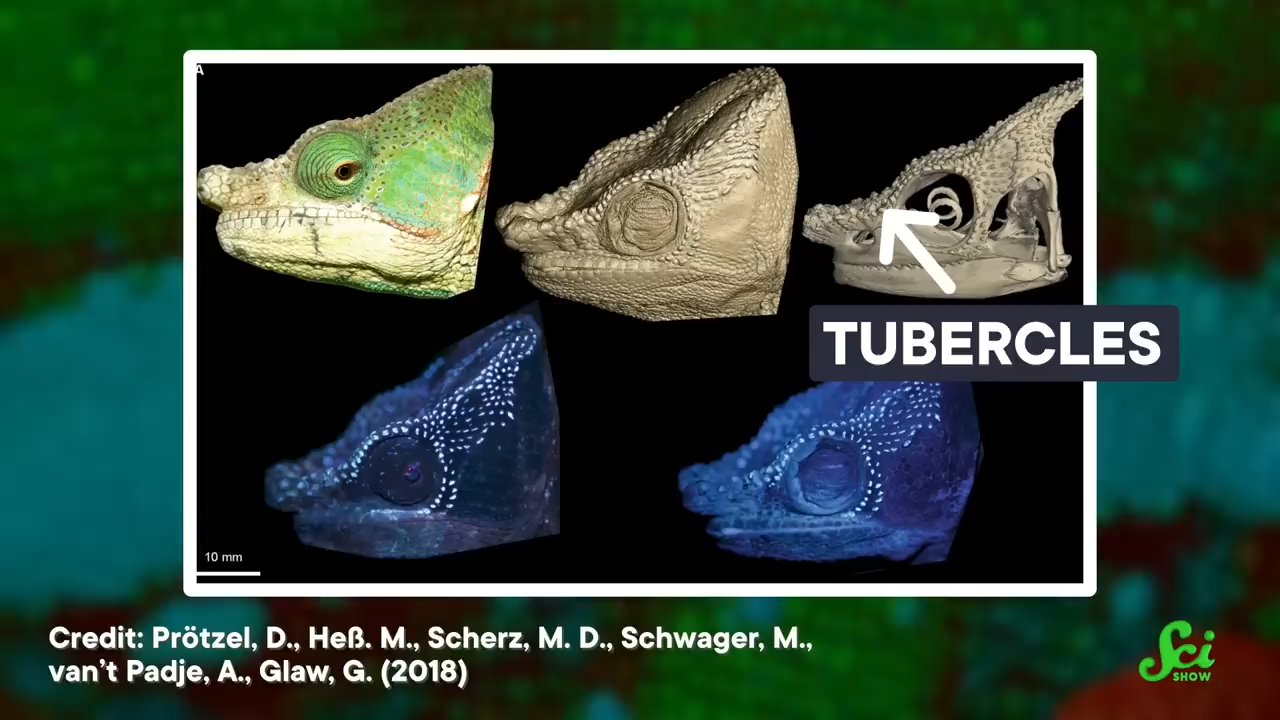 A
TUBERCLES
10 mm
Credit: Prötzel, D., Heß. M., Scherz, M. D., Schwager, M.,
van't Padje, A., Glaw, G. (2018)
Sci
SHOW